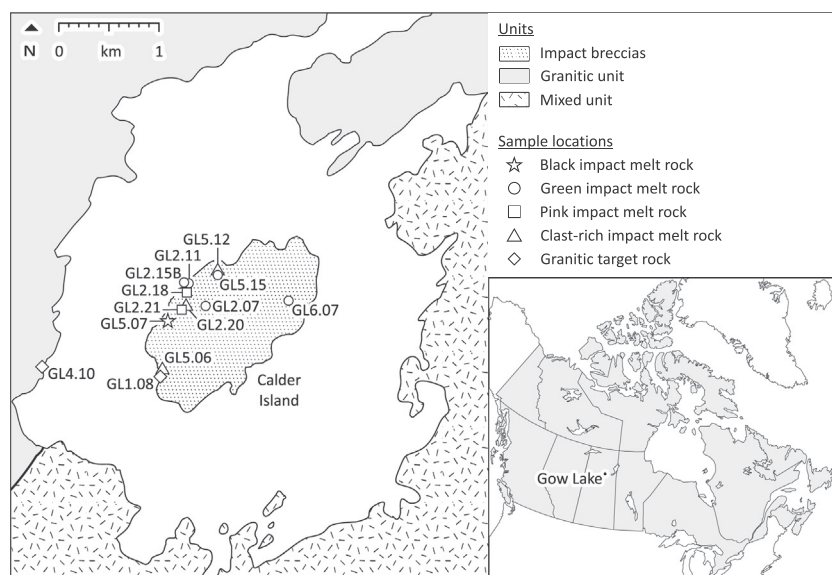 N 0 km 1
GL5.12
GL2.11
GL2.15B
GL5.15
GL2.18
GL2.21
GL2.07
GL6.07
GL5.07
GL2.20
GL5.06
GL4.10
GL1.08
Calder
Island
Units
Impact breccias
Granitic unit
Mixed unit
Sample locations
Black impact melt rock
Green impact melt rock
Pink impact melt rock
Clast-rich impact melt rock
Granitic target rock
Gow Lake